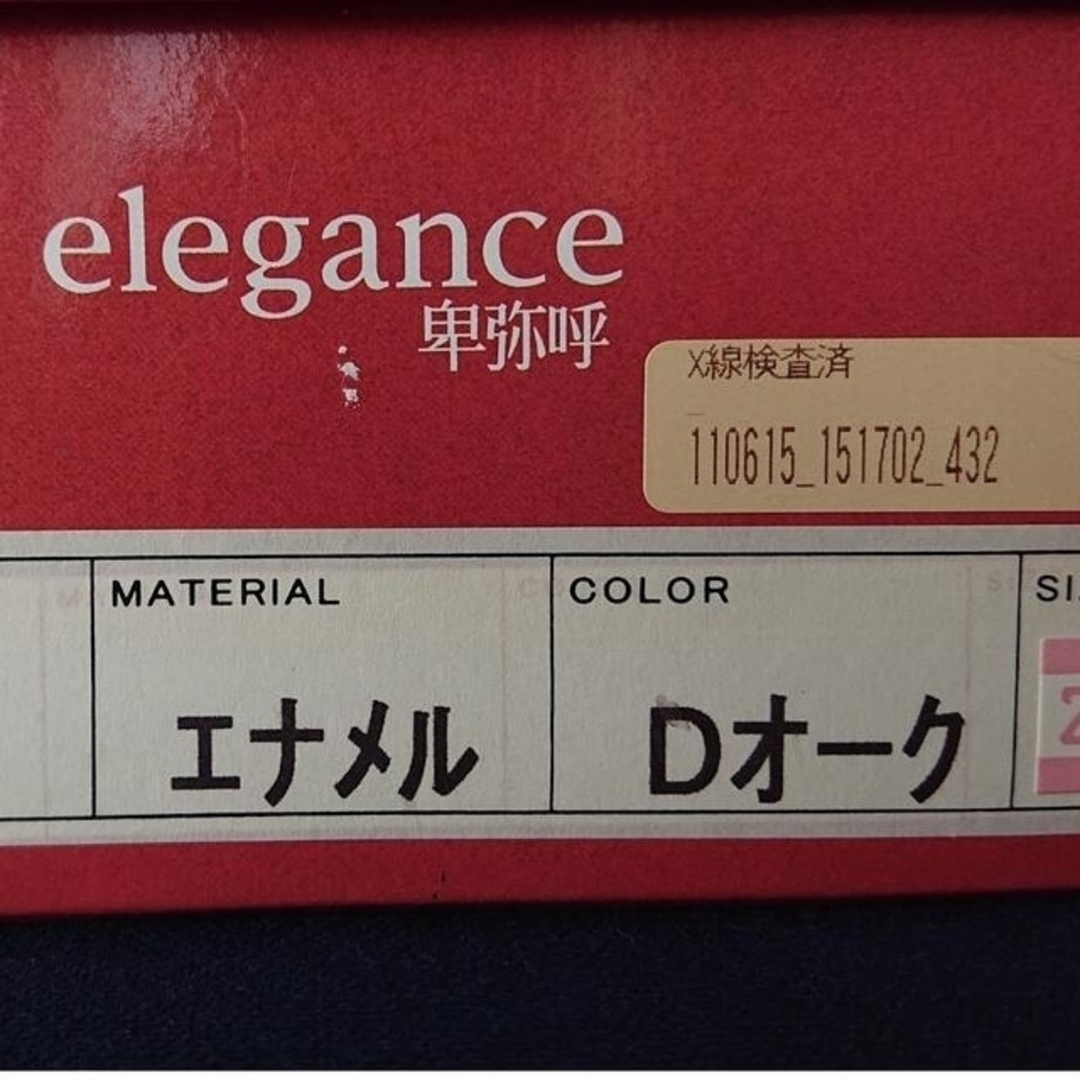 elegance
卑弥呼
X線検査済
110615_151702_432
MATERIAL
COLOR
エナメル
Dオーク